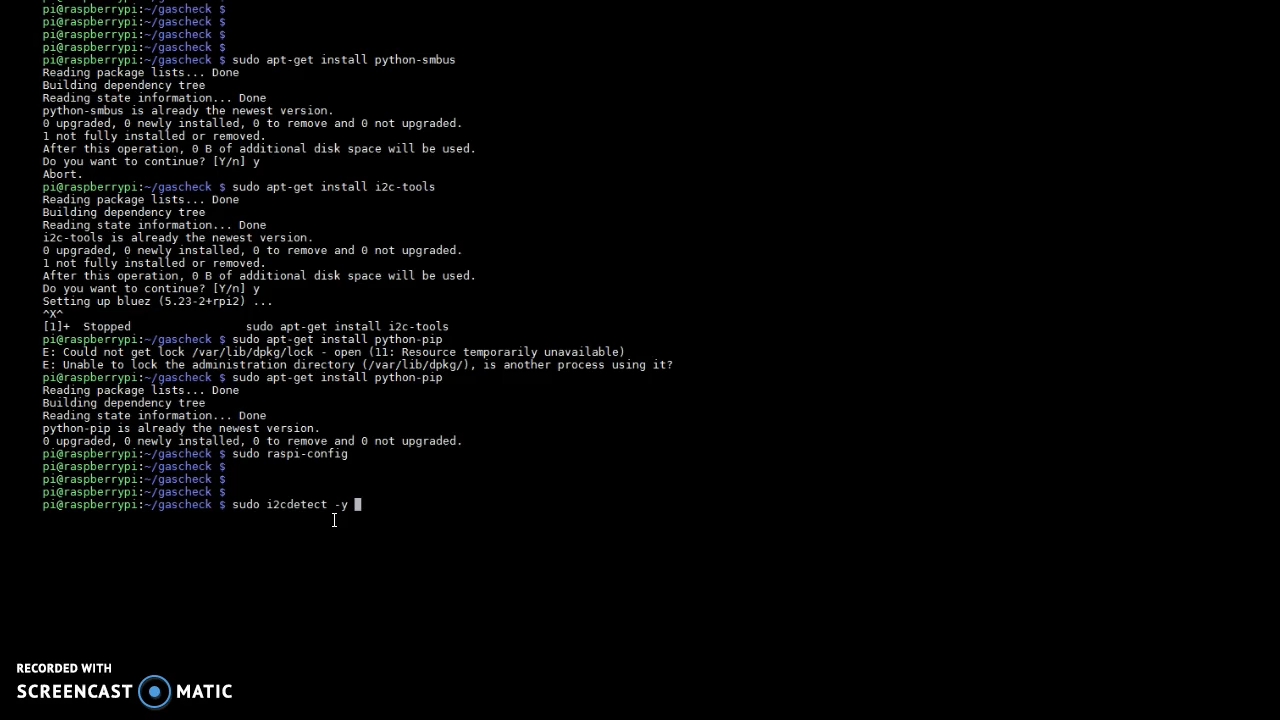 pi@raspberrypi:~/gascheck $
pi@raspberrypi:~/gascheck $
pi@raspberrypi:~/gascheck $
pi@raspberrypi:~/gascheck $
pi@raspberrypi:~/gascheck $ sudo apt-get install python-smbus
Reading package lists... Done
Building dependency tree
Reading state information... Done
python-smbus is already the newest version.
0 upgraded, 0 newly installed, 0 to remove and 0 not upgraded.
1 not fully installed or removed.
After this operation, 0 B of additional disk space will be used.
Do you want to continue? [Y/n] y
Abort.
pi@raspberrypi:~/gascheck $ sudo apt-get install i2c-tools
Reading package lists... Done
Building dependency tree
Reading state information... Done
i2c-tools is already the newest version.
0 upgraded, 0 newly installed, 0 to remove and 0 not upgraded.
1 not fully installed or removed.
After this operation, 0 B of additional disk space will be used.
Do you want to continue? [Y/n] y
Setting up bluez (5.23-2+rpi2) ...
^X^
[1]+  Stopped                 sudo apt-get install i2c-tools
pi@raspberrypi:~/gascheck $ sudo apt-get install python-pip
E: Could not get lock /var/lib/dpkg/lock - open (11: Resource temporarily unavailable)
E: Unable to lock the administration directory (/var/lib/dpkg/), is another process using it?
pi@raspberrypi:~/gascheck $ sudo apt-get install python-pip
Reading package lists... Done
Building dependency tree
Reading state information... Done
python-pip is already the newest version.
0 upgraded, 0 newly installed, 0 to remove and 0 not upgraded.
pi@raspberrypi:~/gascheck $ sudo raspi-config
pi@raspberrypi:~/gascheck $
pi@raspberrypi:~/gascheck $
pi@raspberrypi:~/gascheck $
pi@raspberrypi:~/gascheck $ sudo i2cdetect -y
RECORDED WITH
SCREENCAST MATIC